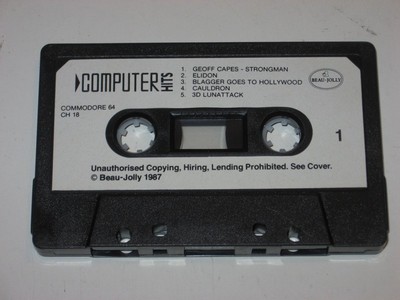 COMPUTER HITS
1. GEOFF CAPES - STRONGMAN
2. ELIDON
3. BLAGGER GOES TO HOLLYWOOD
4. CAULDRON
5. 3D LUNATTACK
BEAU-JOLLY
COMMODORE 64
CH 18
1
Unauthorised Copying, Hiring, Lending Prohibited. See Cover.
© Beau-Jolly 1987